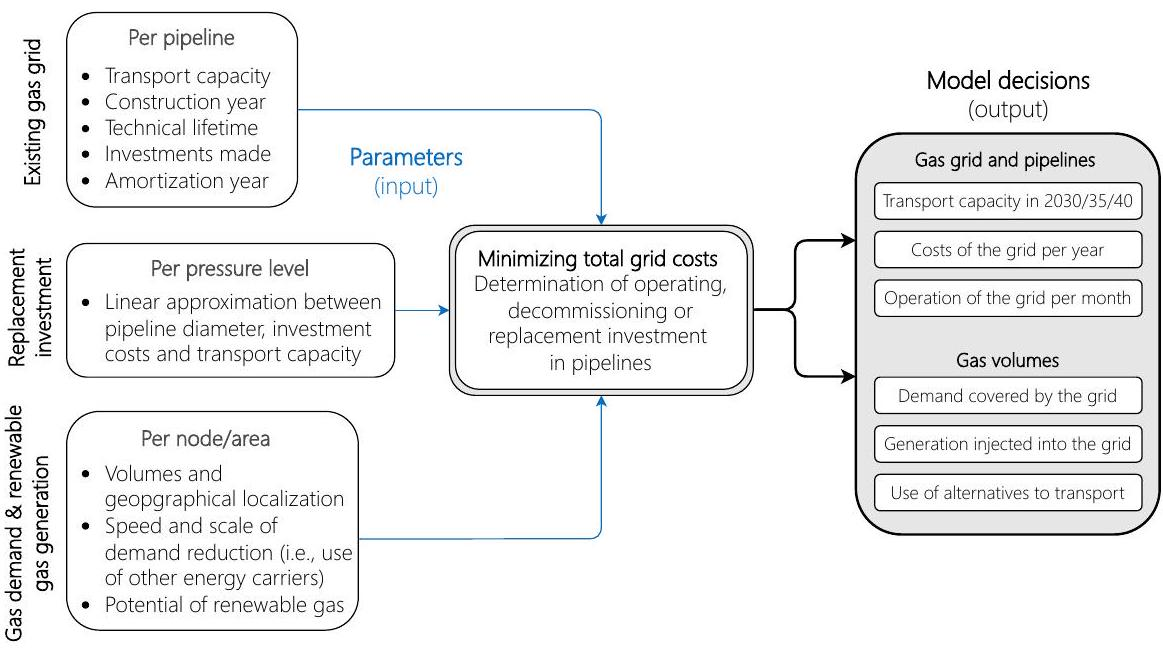 Existing gas grid
Per pipeline
• Transport capacity
• Construction year
• Technical lifetime
• Investments made
• Amortization year
Parameters
(input)
Replacement
investment
Per pressure level
• Linear approximation between
pipeline diameter, investment
costs and transport capacity
Gas demand & renewable
gas generation
Per node/area
• Volumes and
geopgraphical localization
• Speed and scale of
demand reduction (i.e., use
of other energy carriers)
• Potential of renewable gas
Minimizing total grid costs
Determination of operating,
decommissioning or
replacement investment
in pipelines
Model decisions
(output)
Gas grid and pipelines
Transport capacity in 2030/35/40
Costs of the grid per year
Operation of the grid per month
Gas volumes
Demand covered by the grid
Generation injected into the grid
Use of alternatives to transport